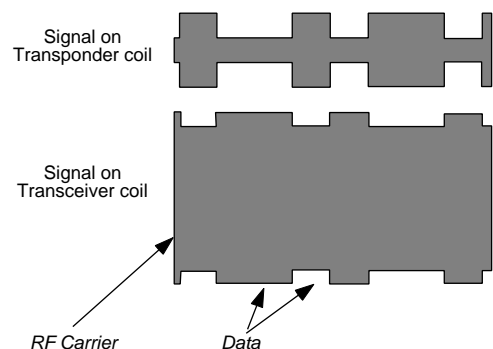 Signal on
Transponder coil
Signal on
Transceiver coil
RF Carrier
Data